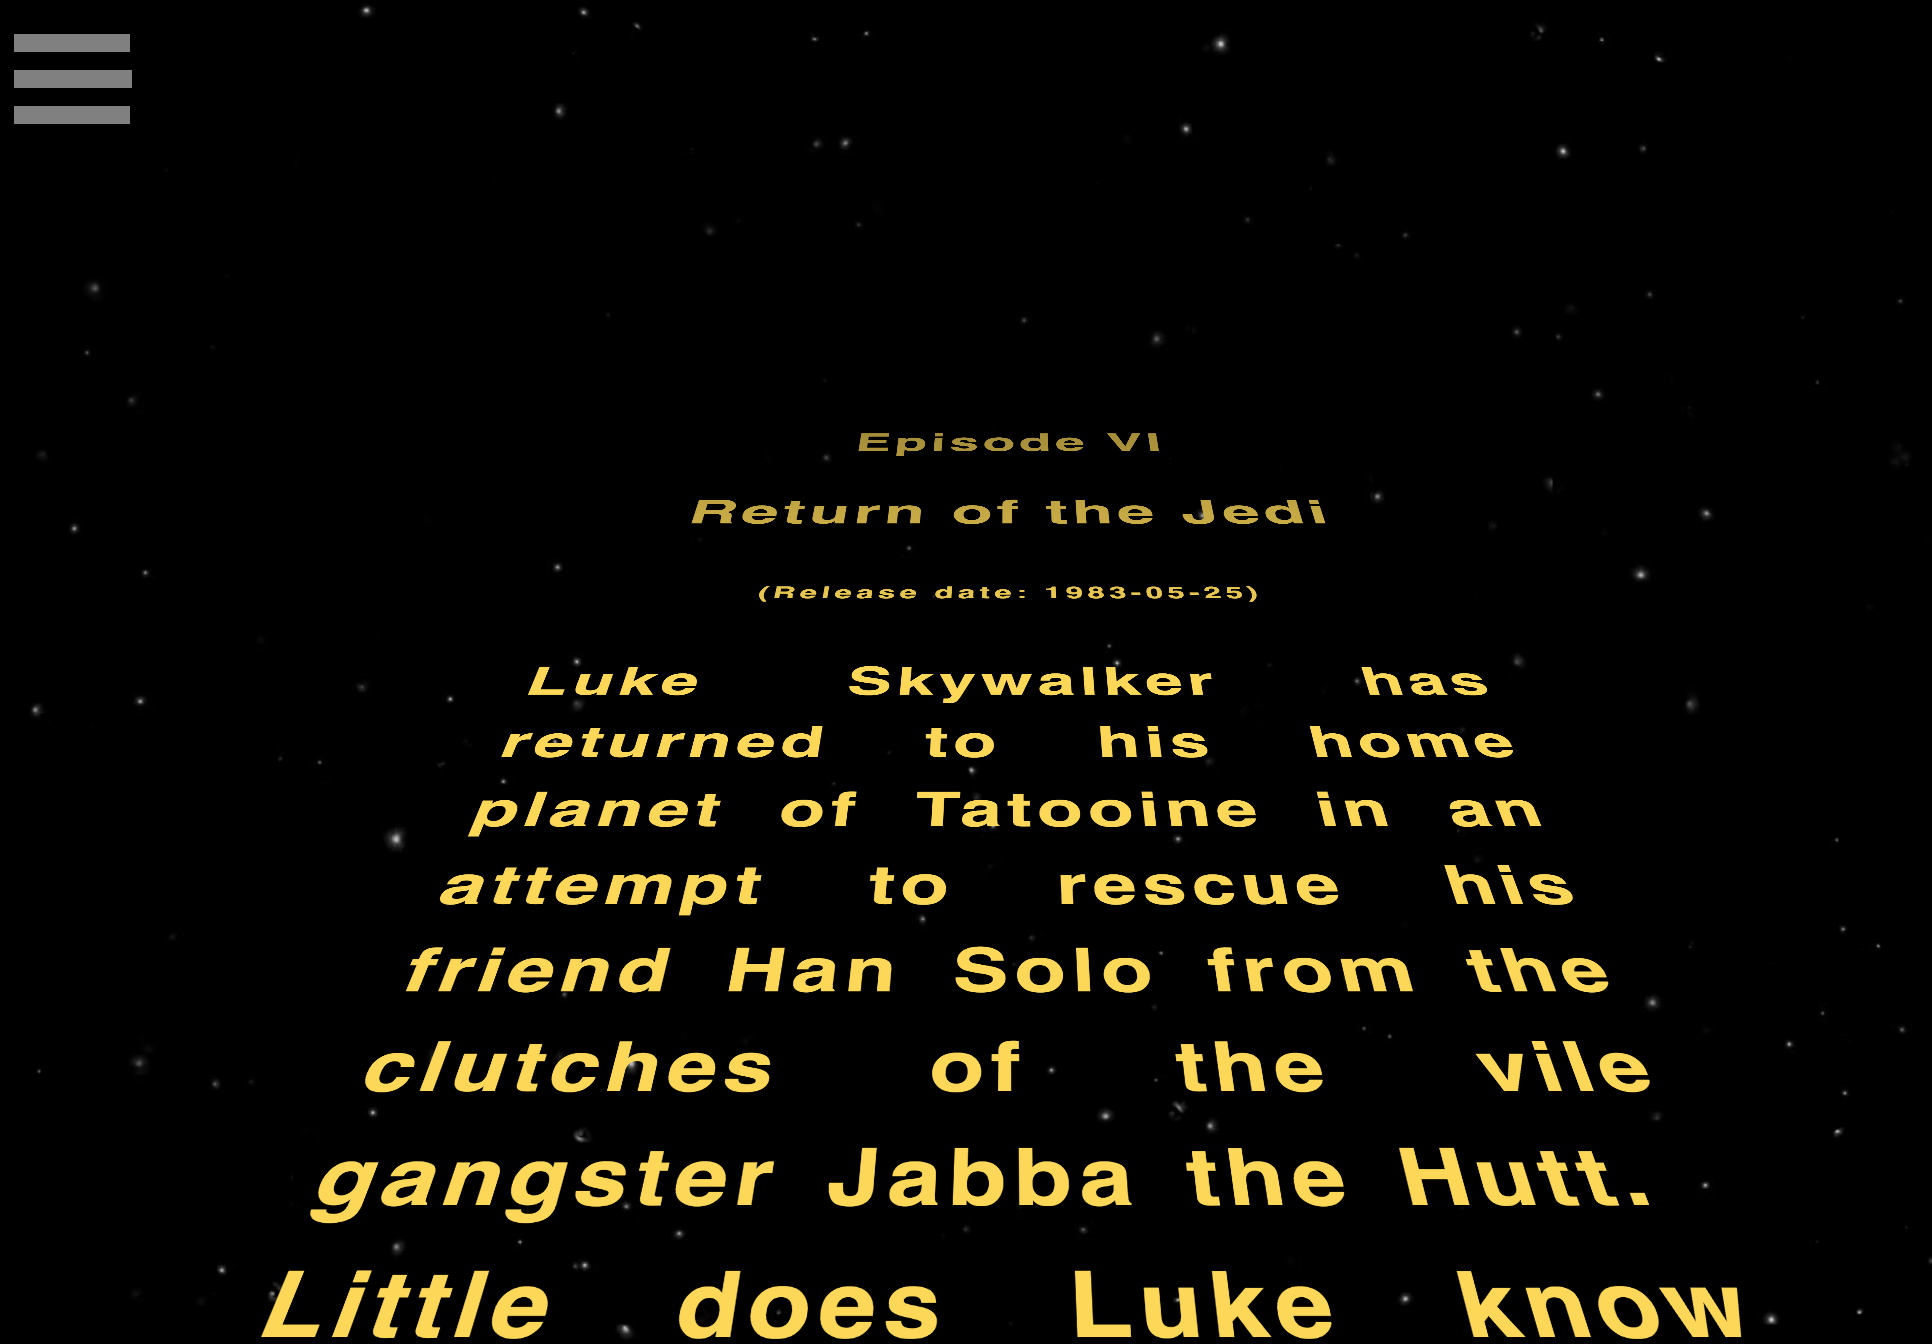 Episode VI
Return of the Jedi
(Release date: 1983-05-25)
Luke Skywalker has
returned to his home
planet of Tatooine in an
attempt to rescue his
friend Han Solo from the
clutches of the vile
gangster Jabba the Hutt.
Little does Luke know